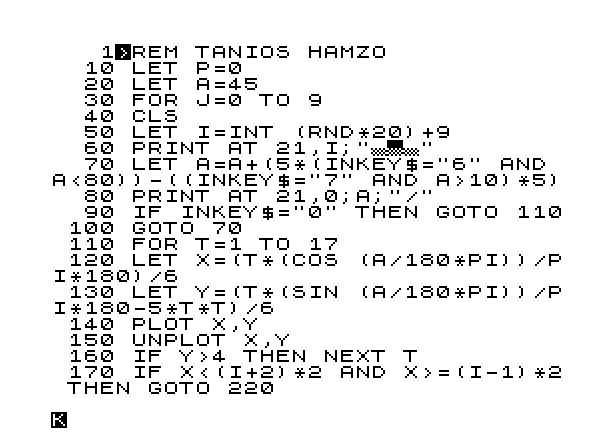 1>REM TANIOS HAMZO
10 LET P=0
20 LET A=45
30 FOR J=0 TO 9
40 CLS
50 LET I=INT (RND*20)+9
60 PRINT AT 21,I;"▒▒▀▒▒"
70 LET A=A+(5*(INKEY$="6" AND
A<80))-((INKEY$="7" AND A>10)*5)
80 PRINT AT 21,0;A;"/"
90 IF INKEY$="0" THEN GOTO 110
100 GOTO 70
110 FOR T=1 TO 17
120 LET X=(T*(COS (A/180*PI))/P
I*180)/6
130 LET Y=(T*(SIN (A/180*PI))/P
I*180-5*T*T)/6
140 PLOT X,Y
150 UNPLOT X,Y
160 IF Y>4 THEN NEXT T
170 IF X<(I+2)*2 AND X>=(I-1)*2
THEN GOTO 220
K